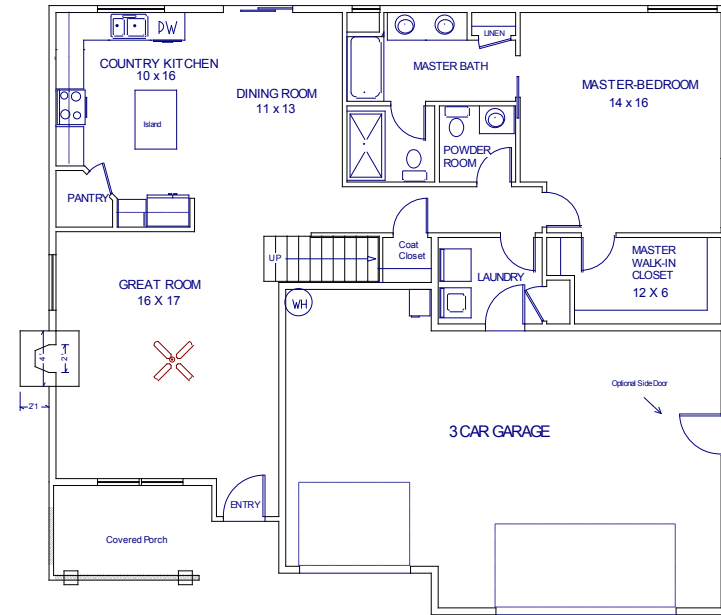 DW
LINEN
COUNTRY KITCHEN
10 x 16
MASTER BATH
MASTER-BEDROOM
14 x 16
DINING ROOM
11 x 13
Island
POWDER
ROOM
PANTRY
UP
Coat
Closet
LAUNDRY
MASTER
WALK-IN
CLOSET
12 X 6
GREAT ROOM
16 X 17
WH
4'
2'
2'1
Optional Side Door
3 CAR GARAGE
ENTRY
Covered Porch